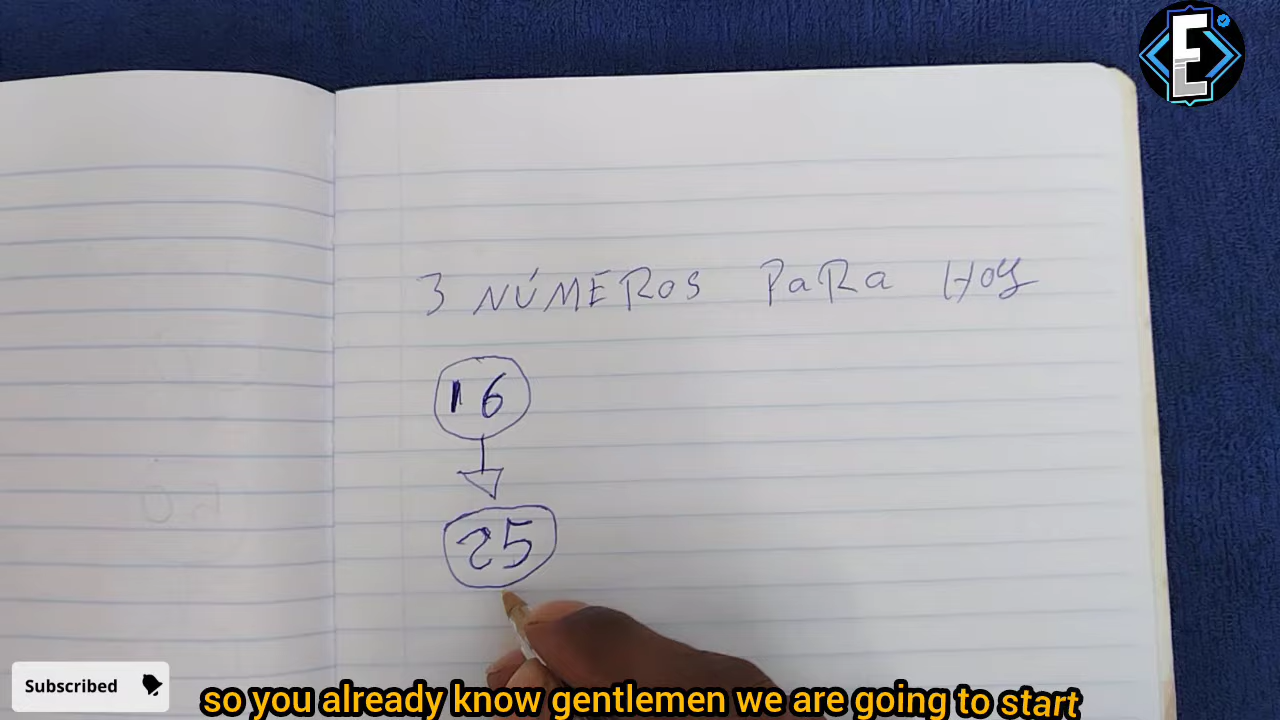 3 NÚMEROS PaRa HOY
16
25
Subscribed
so you already know gentlemen we are going to start